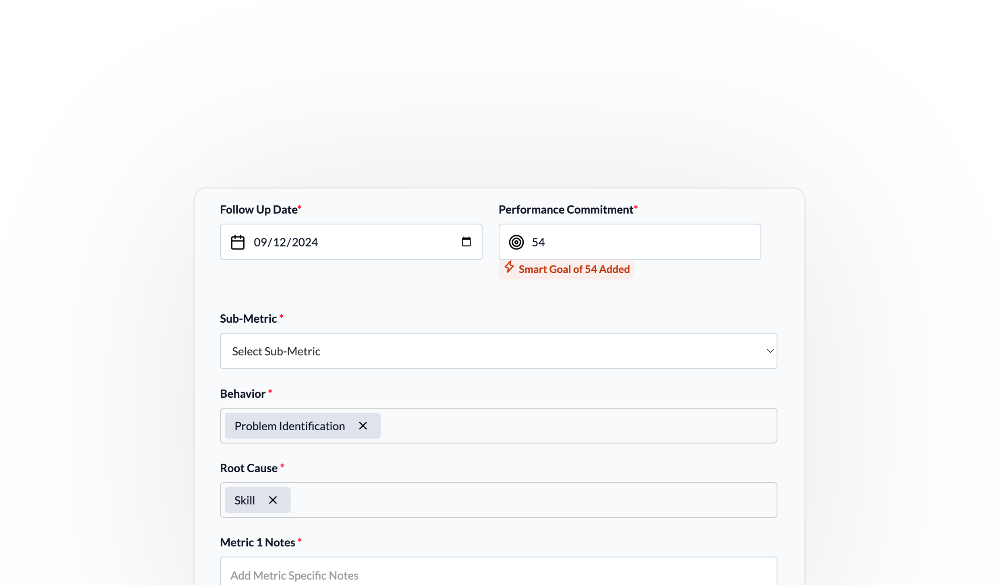 Follow Up Date*
Performance Commitment*
09/12/2024
54
Smart Goal of 54 Added
Sub-Metric *
Select Sub-Metric
Behavior *
Problem Identification
Root Cause *
Skill
Metric 1 Notes *
Add Metric Specific Notes